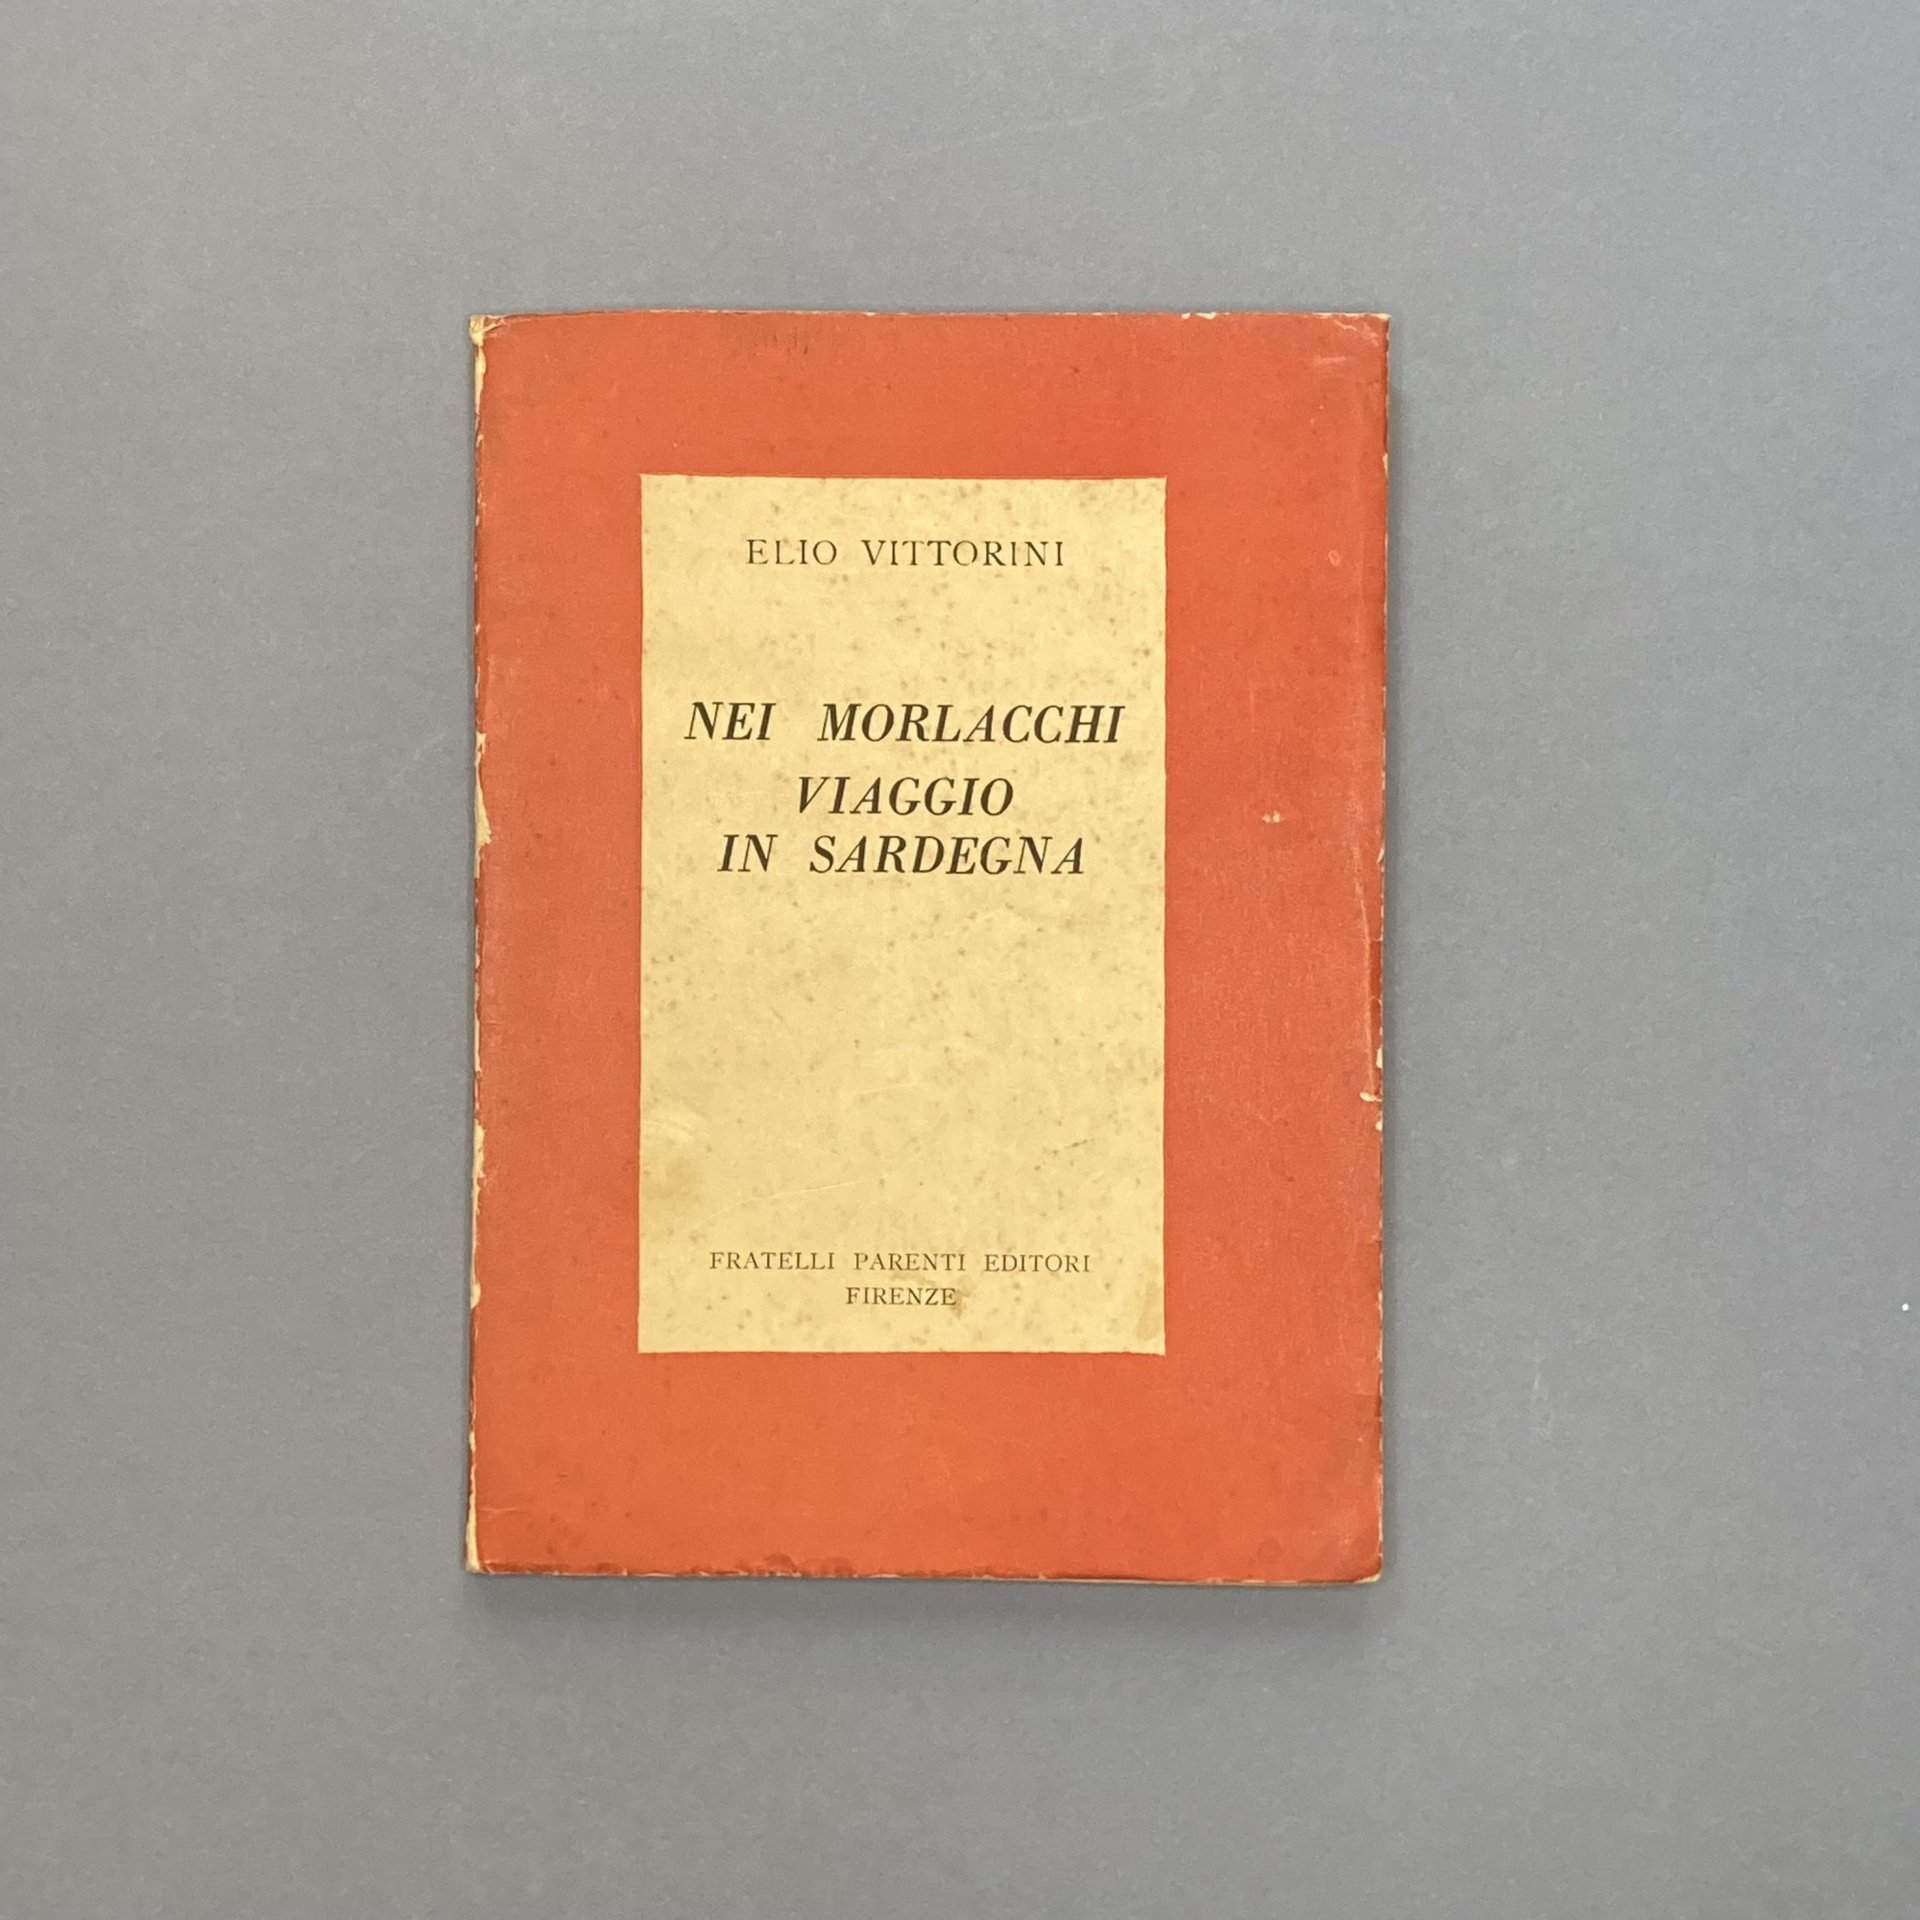 ELIO VITTORINI
NEI MORLACCHI
VIAGGIO
IN SARDEGNA
FRATELLI PARENTI EDITORI
FIRENZE